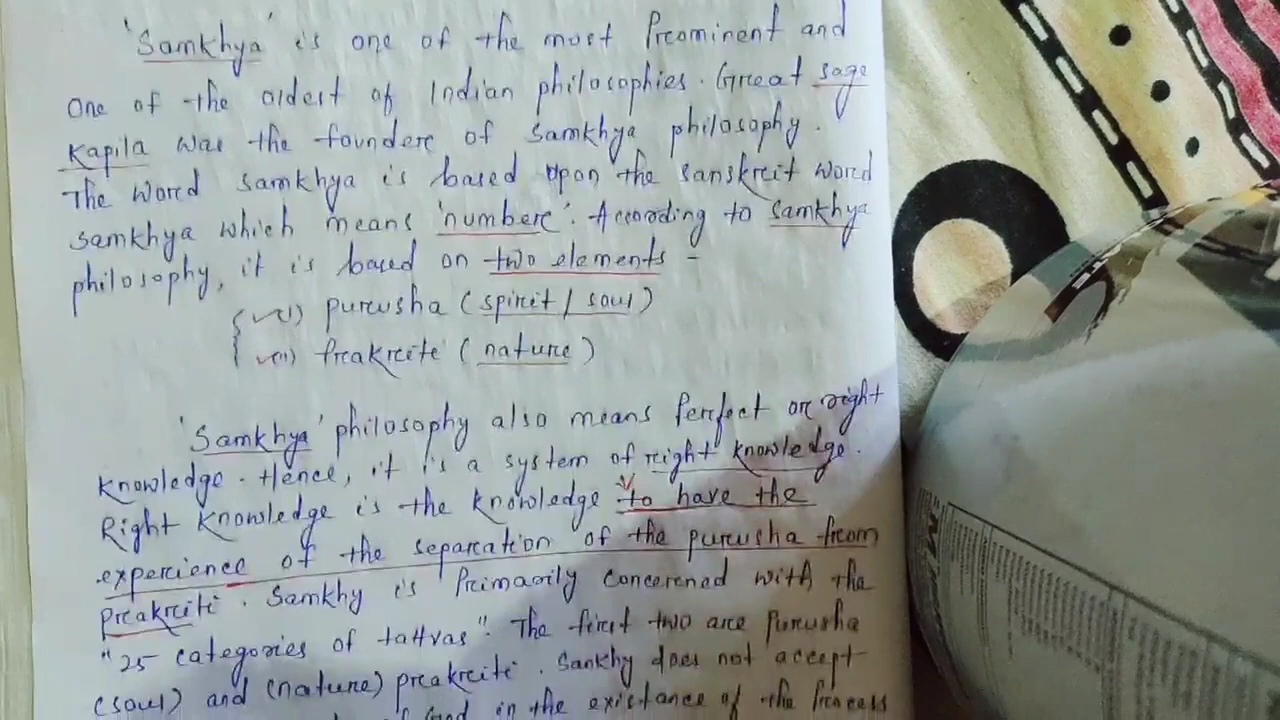 'Samkhya' is one of the most Prominent and
one of the oldest of Indian philosophies. Great sage
Kapila was the founder of Samkhya philosophy.
The word samkhya is based upon the sanskrit word
samkhya which means 'number'. According to samkhya
philosophy, it is based on two elements -
i) purusha (spirit / soul)
ii) Prakrite (nature)
'Samkhya' philosophy also means Perfect or right
knowledge. Hence, it is a system of right knowledge.
Right knowledge is the knowledge to have the
experience of the separation of the purusha from
Prakriti. Samkhy is Primarily concerned with the
"25 categories of tattvas". The first two are Purusha
(soul) and (nature) prakriti. Sankhy does not accept
God in the existance of the Process
M